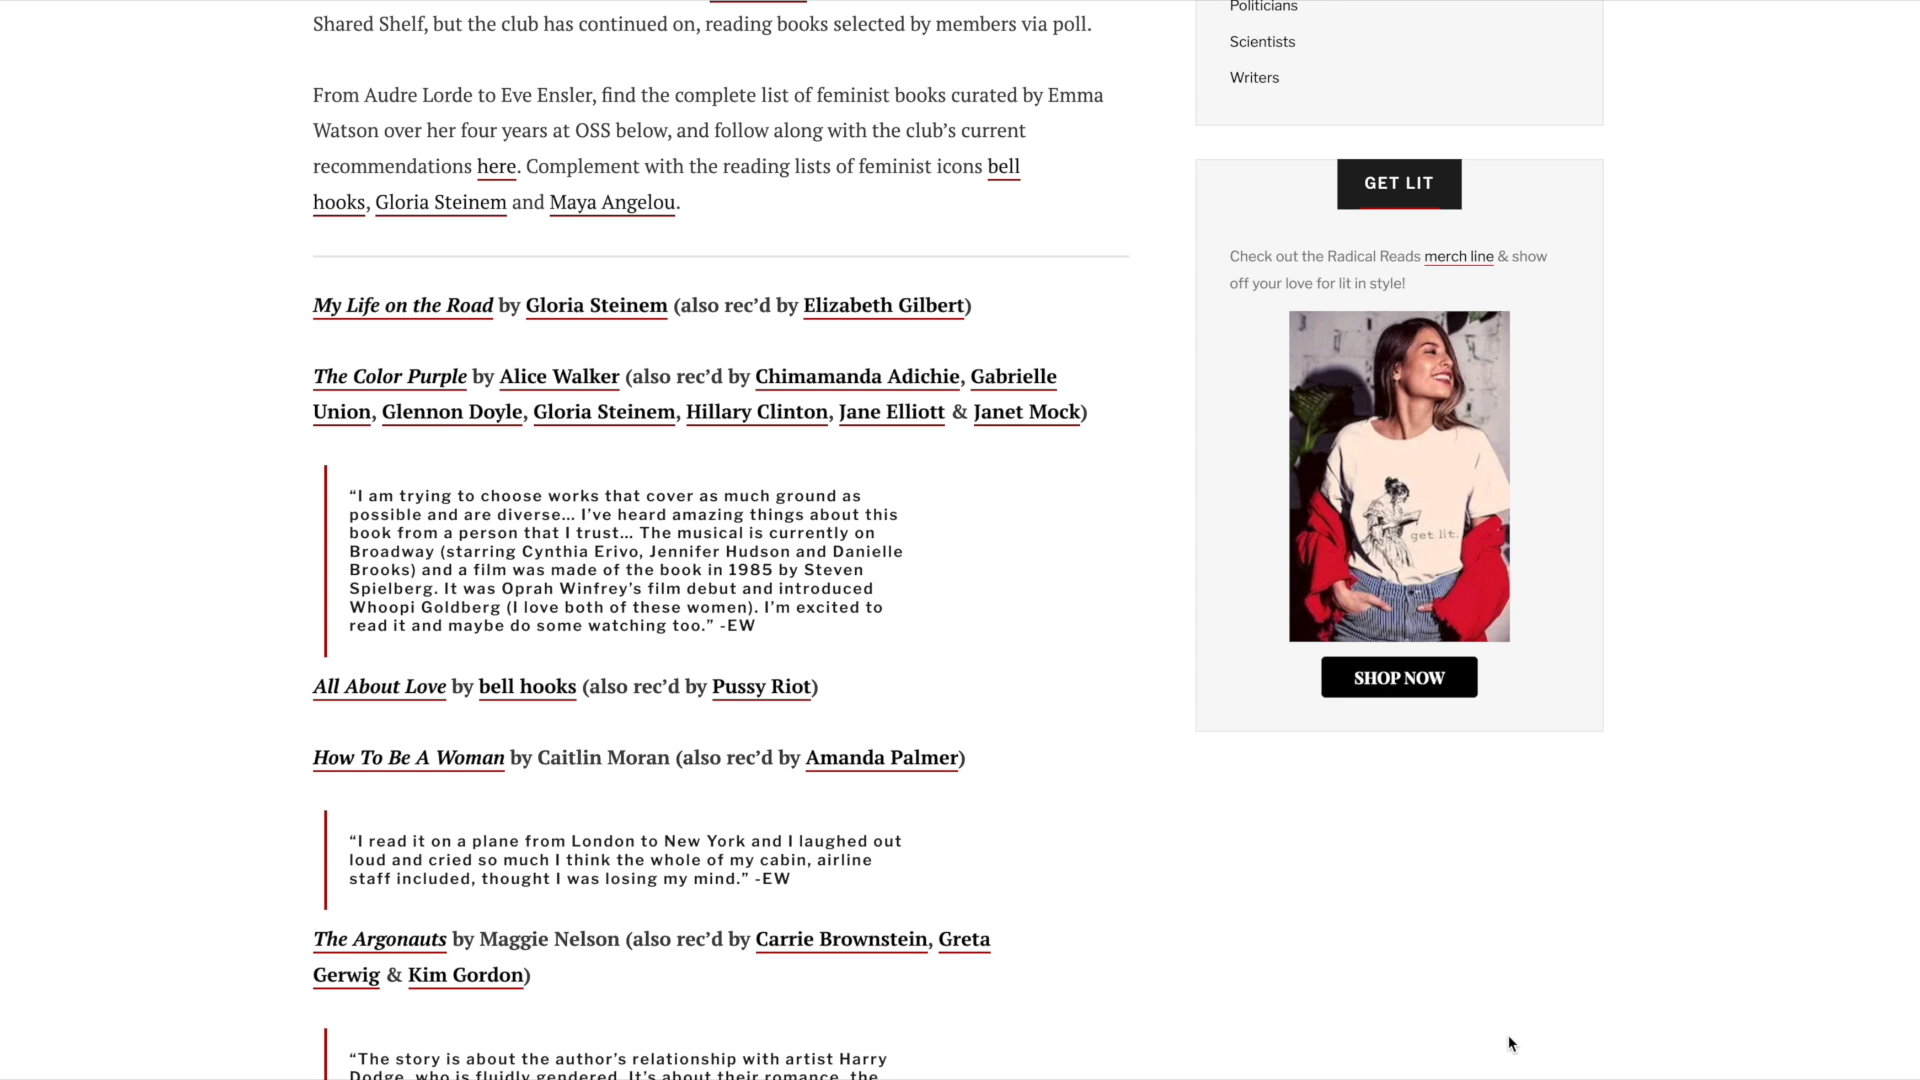 Shared Shelf, but the club has continued on, reading books selected by members via poll.
From Audre Lorde to Eve Ensler, find the complete list of feminist books curated by Emma
Watson over her four years at OSS below, and follow along with the club’s current
recommendations here. Complement with the reading lists of feminist icons bell
hooks, Gloria Steinem and Maya Angelou.
My Life on the Road by Gloria Steinem (also rec’d by Elizabeth Gilbert)
The Color Purple by Alice Walker (also rec’d by Chimamanda Adichie, Gabrielle
Union, Glennon Doyle, Gloria Steinem, Hillary Clinton, Jane Elliott & Janet Mock)
“I am trying to choose works that cover as much ground as
possible and are diverse… I’ve heard amazing things about this
book from a person that I trust… The musical is currently on
Broadway (starring Cynthia Erivo, Jennifer Hudson and Danielle
Brooks) and a film was made of the book in 1985 by Steven
Spielberg. It was Oprah Winfrey’s film debut and introduced
Whoopi Goldberg (I love both of these women). I’m excited to
read it and maybe do some watching too.” -EW
All About Love by bell hooks (also rec’d by Pussy Riot)
How To Be A Woman by Caitlin Moran (also rec’d by Amanda Palmer)
“I read it on a plane from London to New York and I laughed out
loud and cried so much I think the whole of my cabin, airline
staff included, thought I was losing my mind.” -EW
The Argonauts by Maggie Nelson (also rec’d by Carrie Brownstein, Greta
Gerwig & Kim Gordon)
“The story is about the author’s relationship with artist Harry
Dodge, who is fluidly gendered. It’s about their romance, the
Politicians
Scientists
Writers
GET LIT
Check out the Radical Reads merch line & show
off your love for lit in style!
get lit.
SHOP NOW